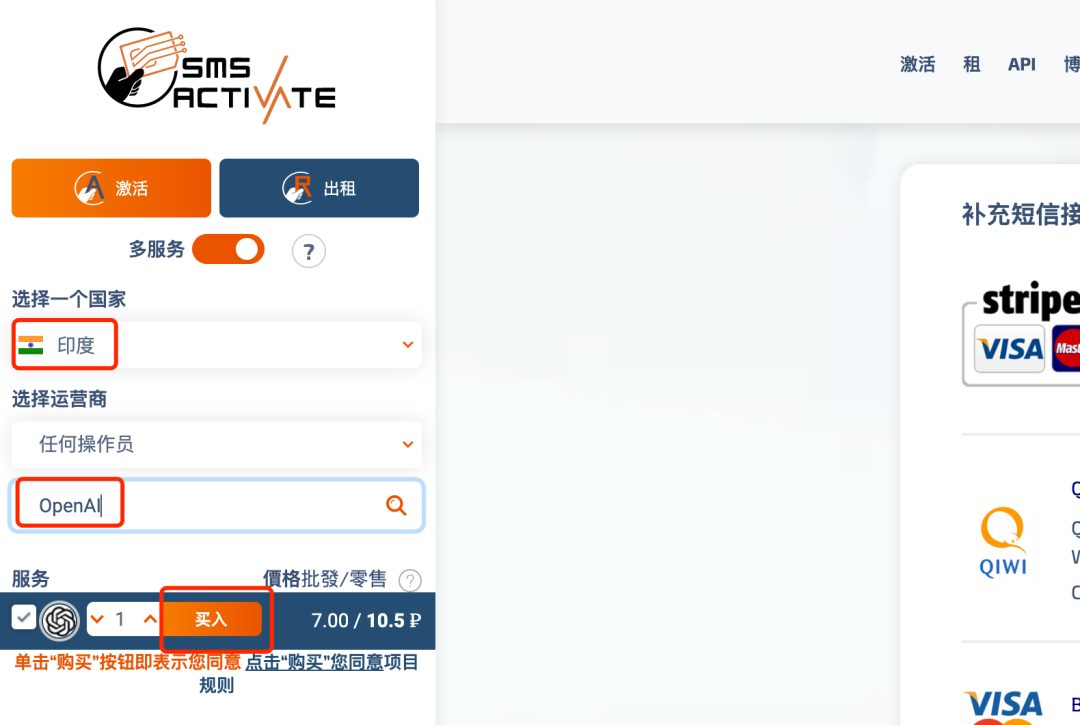 SMS
ACTIVATE
激活 出租
多服务 ?
选择一个国家
印度
选择运营商
任何操作员
OpenAI
服务 價格批發/零售 ?
1 买入 7.00 / 10.5 ₽
单击“购买”按钮即表示您同意 点击“购买”您同意项目
规则
激活 租 API 博
补充短信接
stripe
VISA Mast
QIWI
VISA